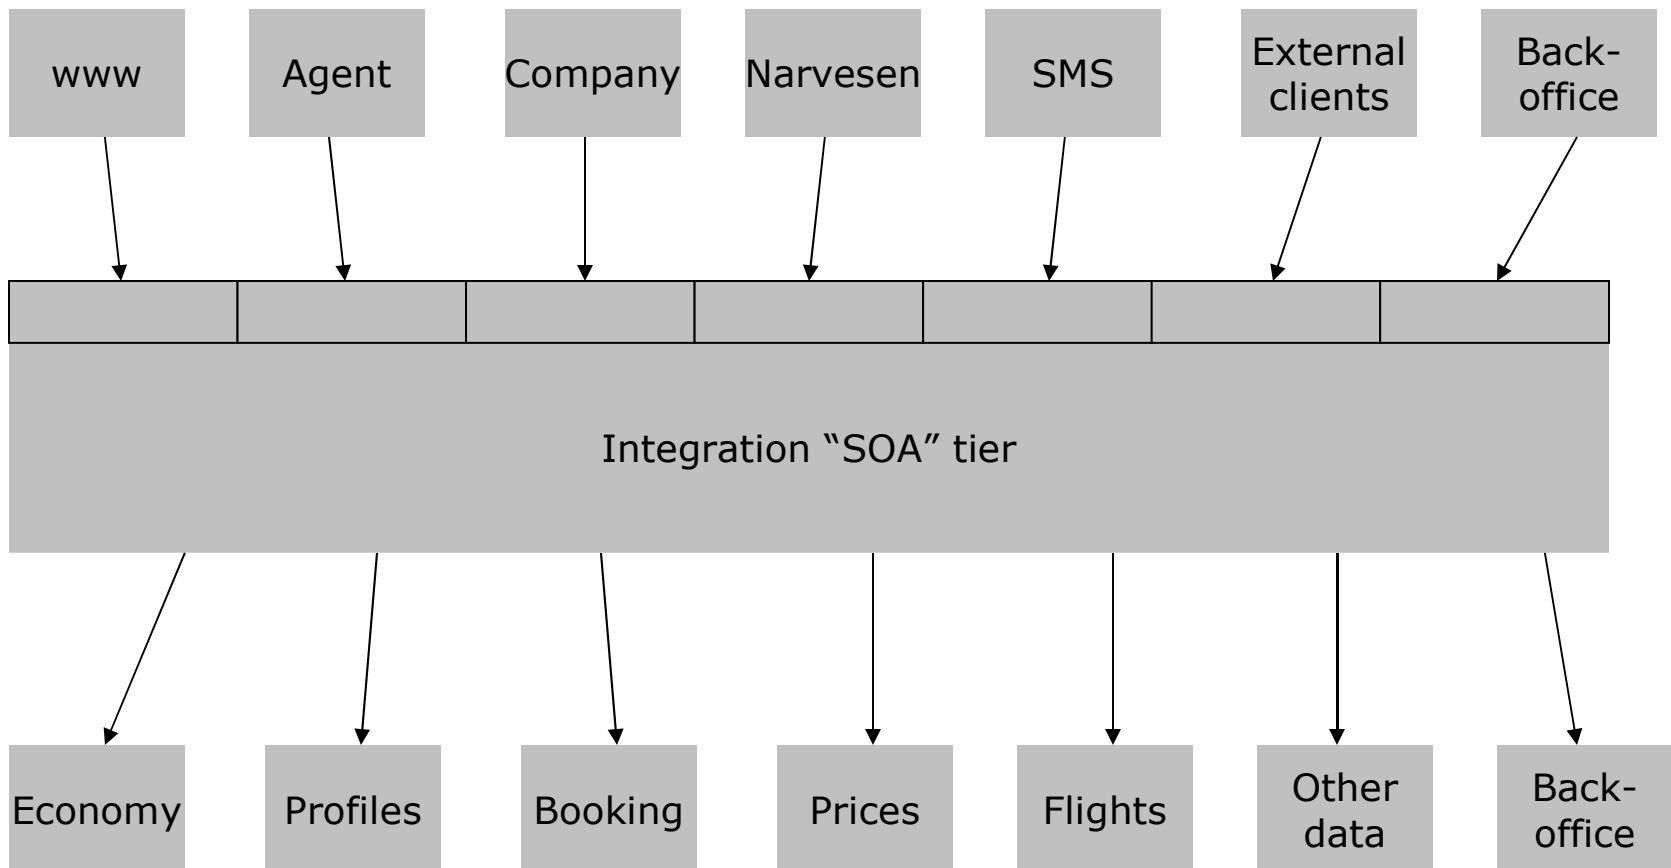 www
Agent
Company
Narvesen
SMS
External
clients
Back-
office
Integration “SOA” tier
Economy
Profiles
Booking
Prices
Flights
Other
data
Back-
office